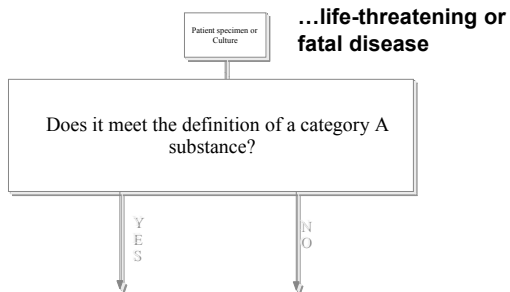 Patient specimen or
Culture
…life-threatening or
fatal disease
Does it meet the definition of a category A
substance?
Y
E
S
N
O